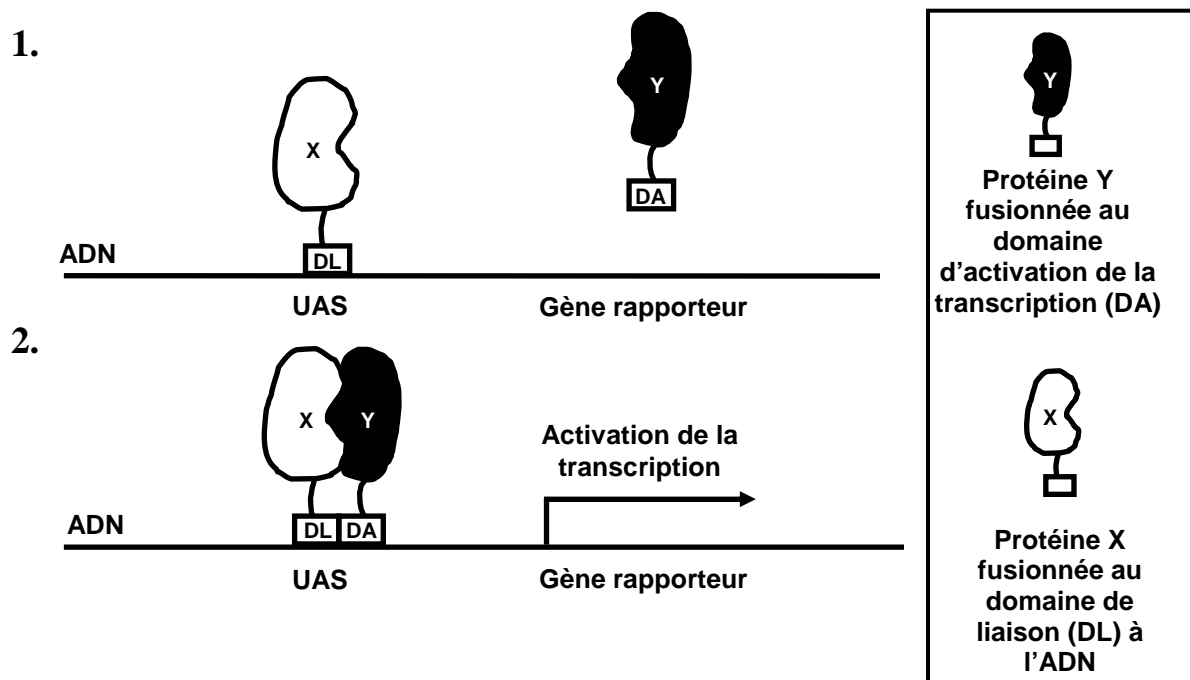 1.
X
Y
DA
ADN
DL
UAS
Gène rapporteur
2.
X
Y
Activation de la
transcription
ADN
DL
DA
UAS
Gène rapporteur
Y
Protéine Y
fusionnée au
domaine
d’activation de la
transcription (DA)
X
Protéine X
fusionnée au
domaine de
liaison (DL) à
l’ADN